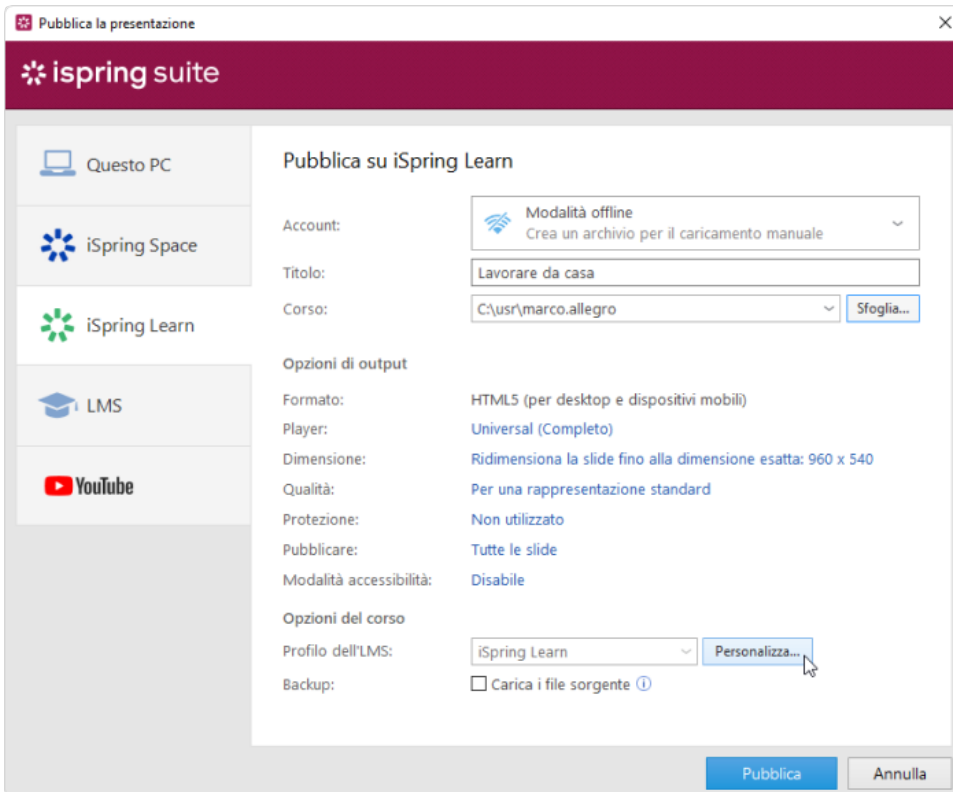 Pubblica la presentazione
ispring suite
Questo PC
iSpring Space
iSpring Learn
LMS
YouTube
Pubblica su iSpring Learn
Account: Modalità offline
Crea un archivio per il caricamento manuale
Titolo: Lavorare da casa
Corso: C:\usr\marco.allegro Sfoglia...
Opzioni di output
Formato: HTML5 (per desktop e dispositivi mobili)
Player: Universal (Completo)
Dimensione: Ridimensiona la slide fino alla dimensione esatta: 960 x 540
Qualità: Per una rappresentazione standard
Protezione: Non utilizzato
Pubblicare: Tutte le slide
Modalità accessibilità: Disabile
Opzioni del corso
Profilo dell'LMS: iSpring Learn Personalizza...
Backup: Carica i file sorgente
Pubblica Annulla